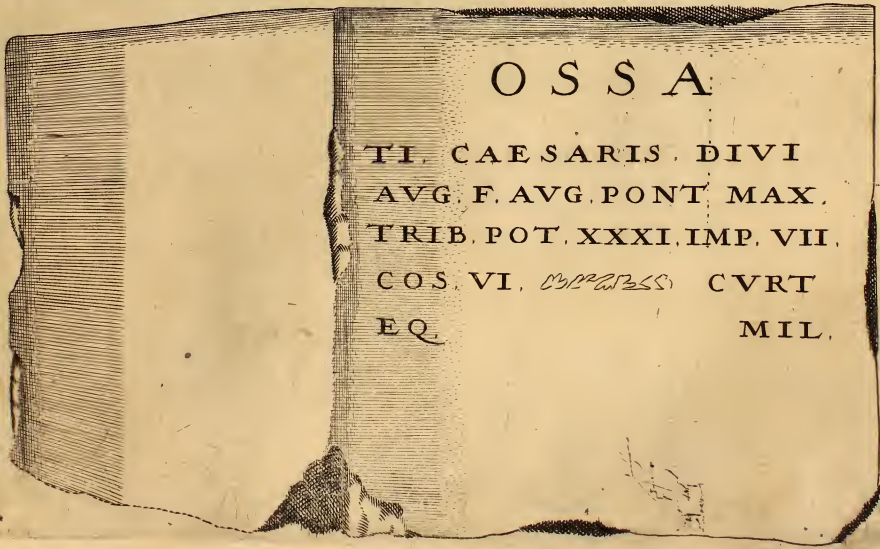 OSSA
TI. CAESARIS. DIVI
AVG. F. AVG. PONT MAX.
TRIB. POT. XXXI. IMP. VII.
COS. VI. CVRT
EQ. MIL.